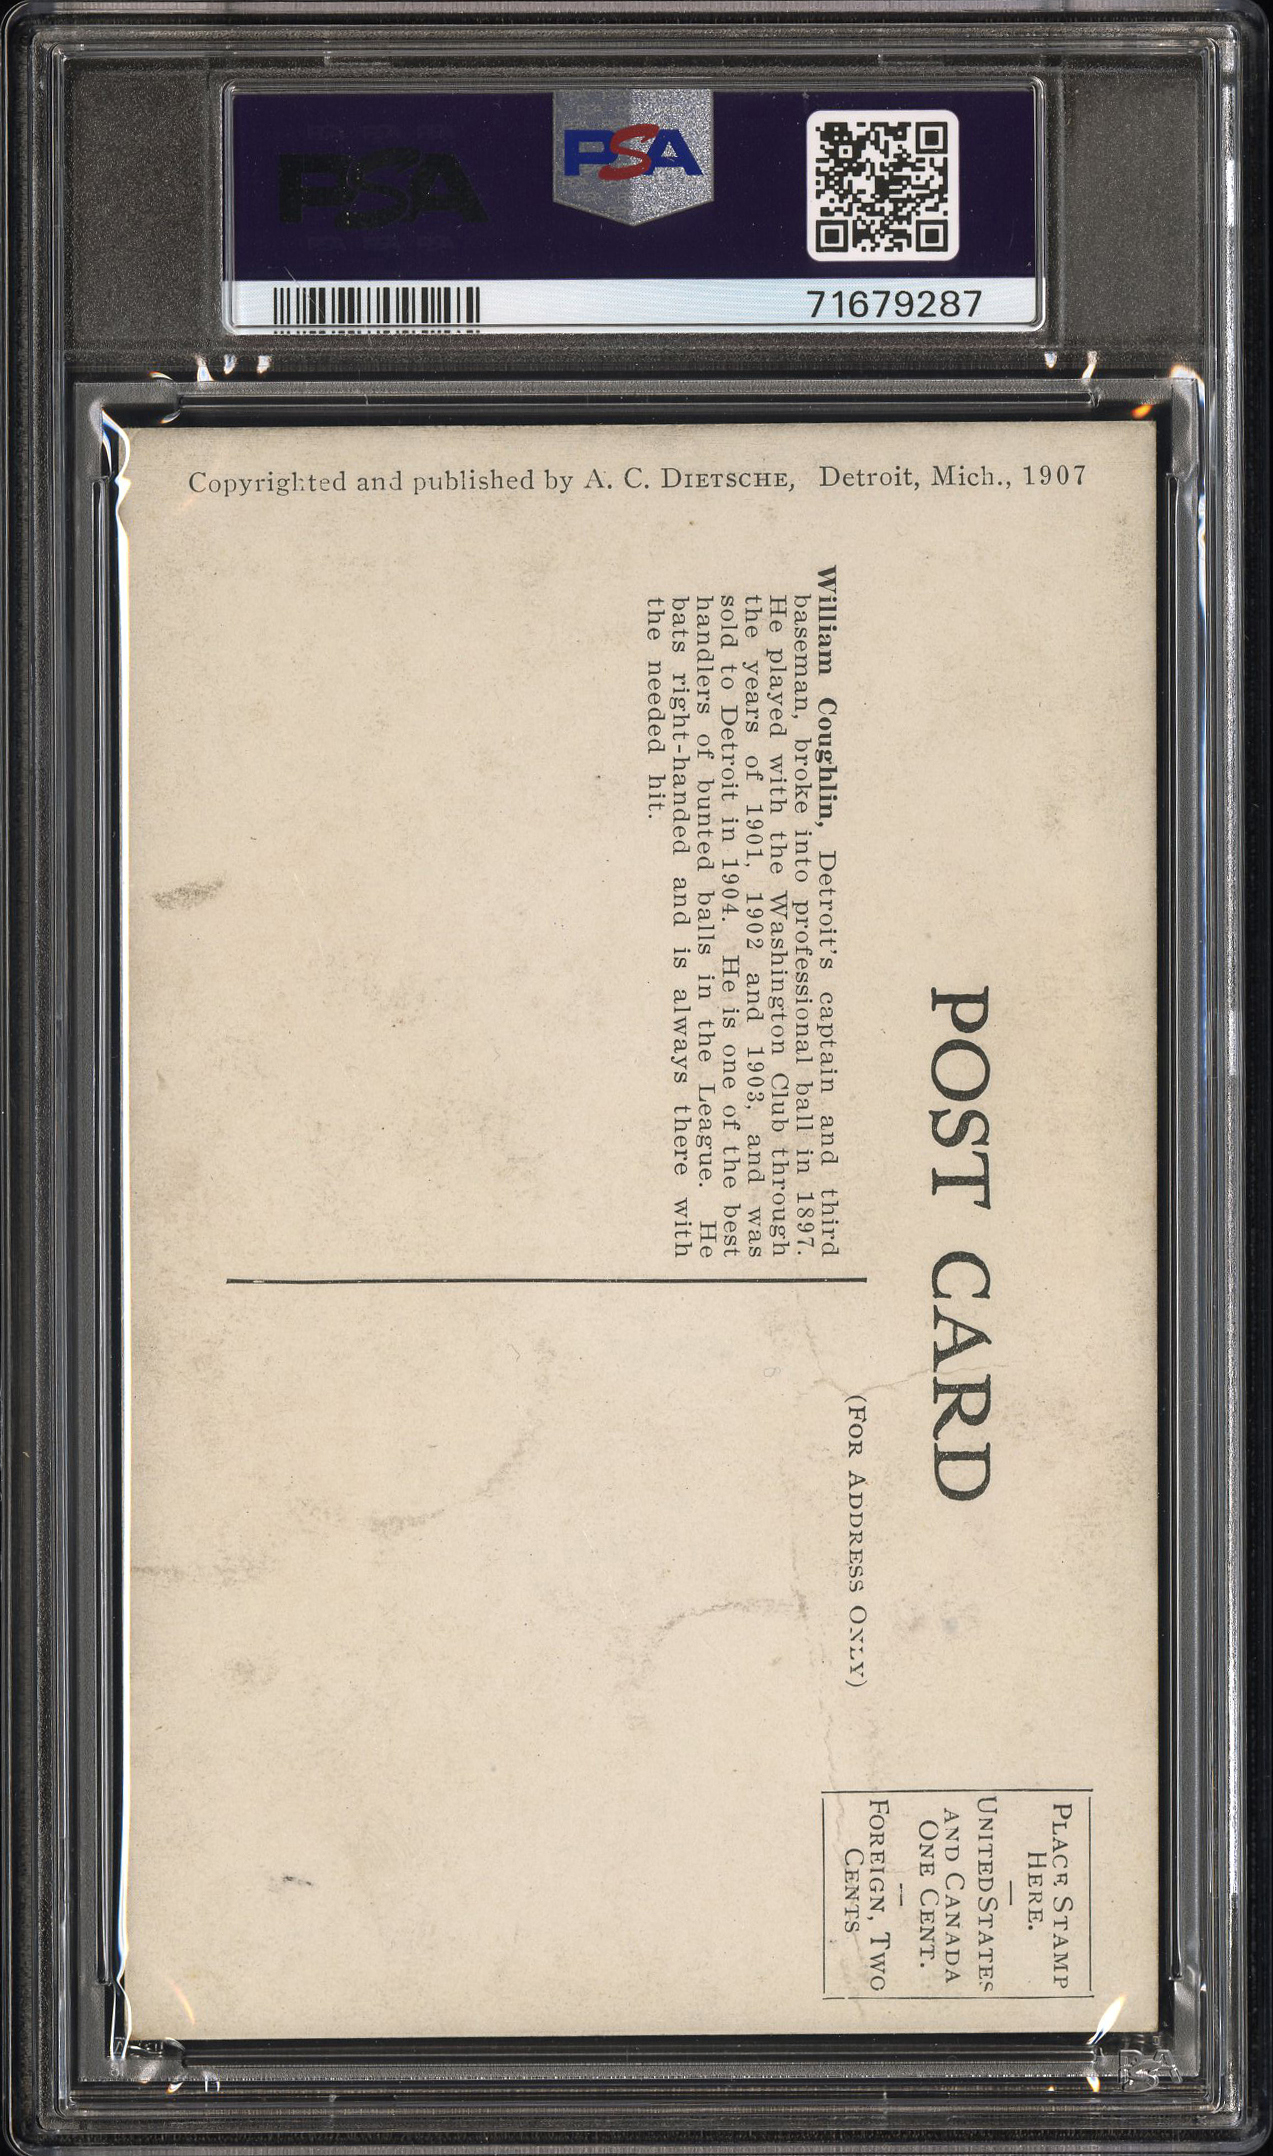 PSA
PSA
71679287
Copyrighted and published by A. C. DIETSCHE, Detroit, Mich., 1907
POST CARD
William Coughlin, Detroit's captain and third
baseman, broke into professional ball in 1897.
He played with the Washington Club through
the years of 1901, 1902 and 1903, and was
sold to Detroit in 1904. He is one of the best
handlers of bunted balls in the League. He
bats right-handed and is always there with
the needed hit.
(FOR ADDRESS ONLY)
PLACE STAMP
HERE.
—
UNITED STATES
AND CANADA
ONE CENT.
—
FOREIGN, TWO
CENTS
PSA